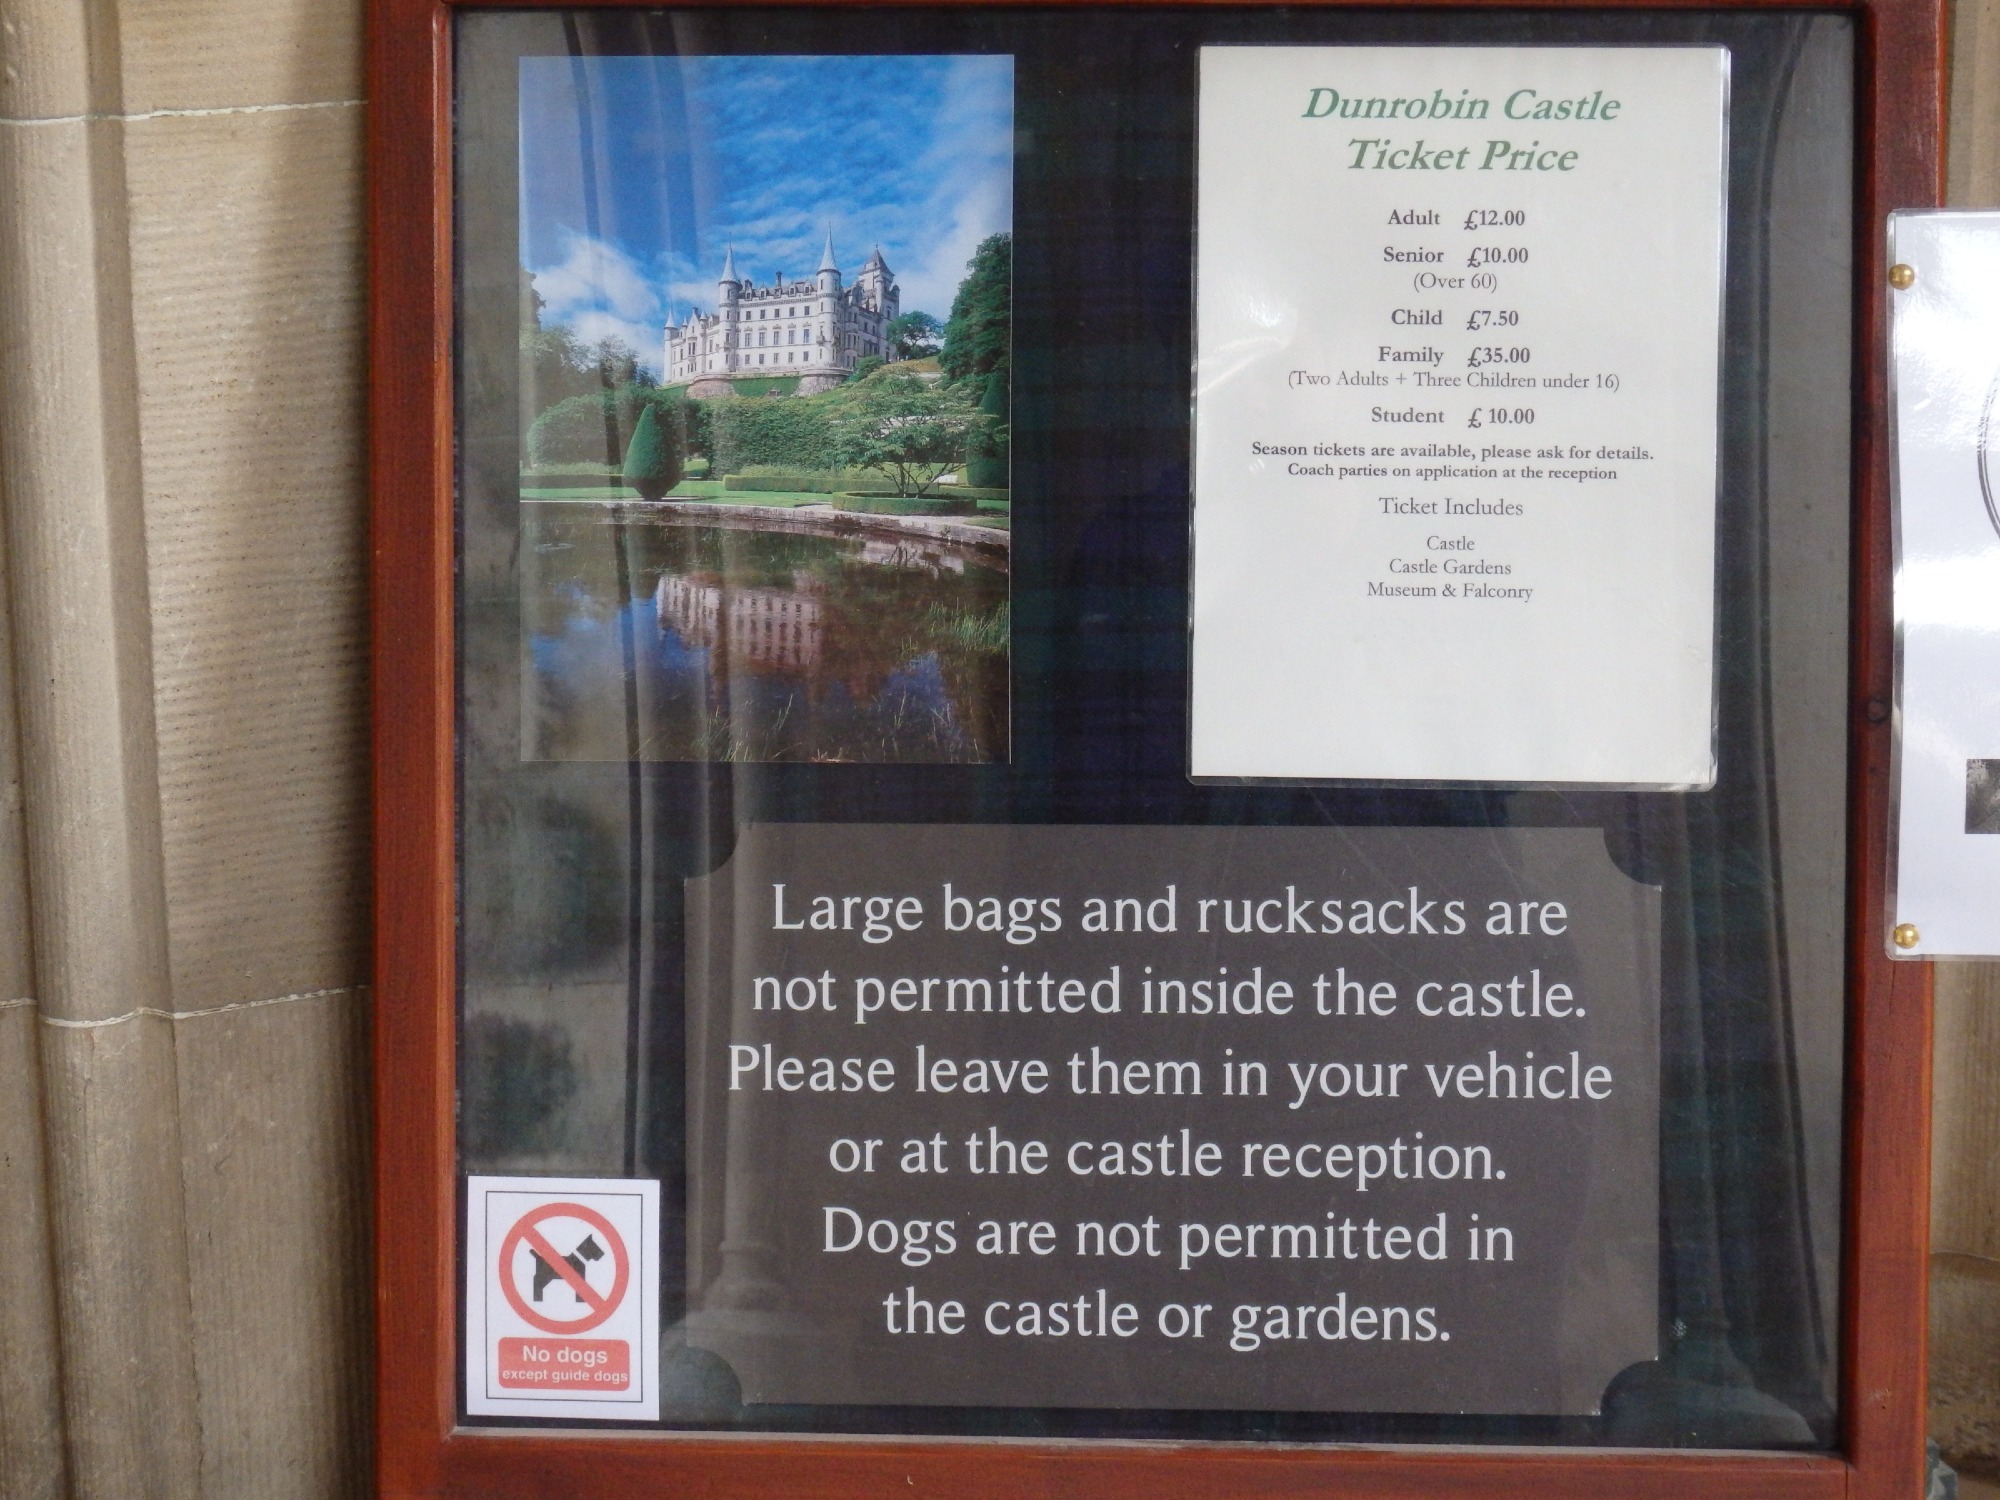 Dunrobin Castle
Ticket Price
Adult £12.00
Senior £10.00
(Over 60)
Child £7.50
Family £35.00
(Two Adults + Three Children under 16)
Student £ 10.00
Season tickets are available, please ask for details.
Coach parties on application at the reception
Ticket Includes
Castle
Castle Gardens
Museum & Falconry
Large bags and rucksacks are
not permitted inside the castle.
Please leave them in your vehicle
or at the castle reception.
Dogs are not permitted in
the castle or gardens.
No dogs
except guide dogs